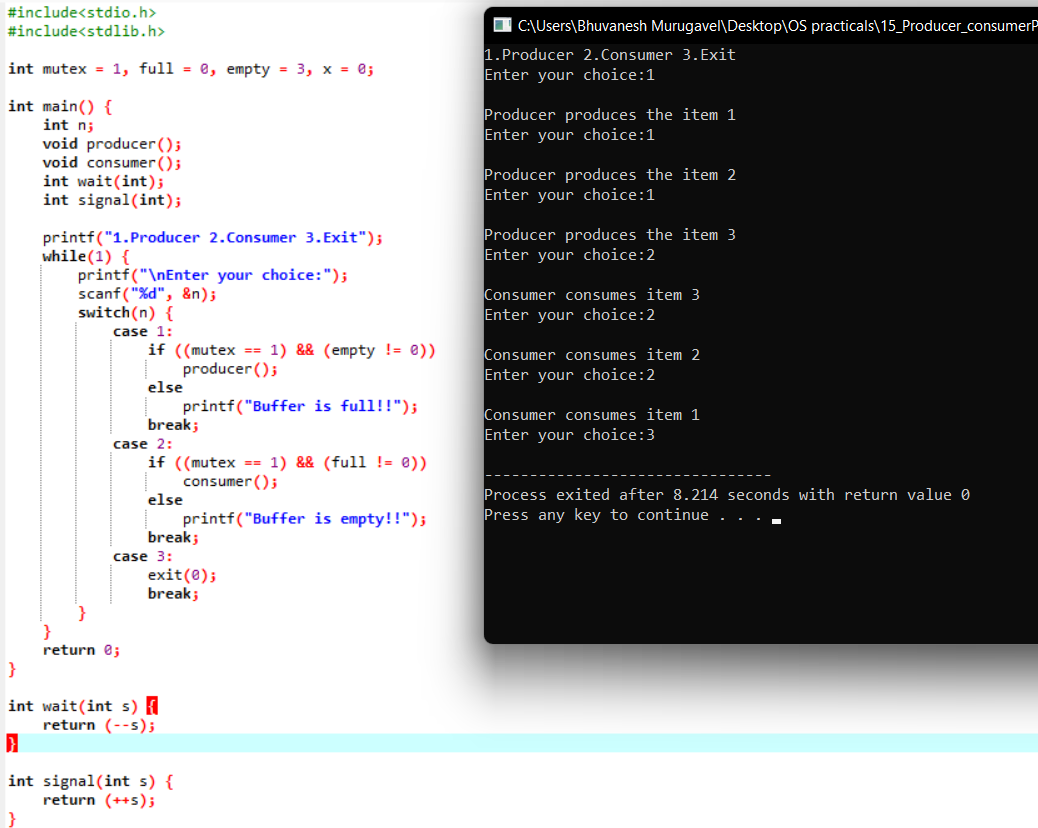 #include<stdio.h>
#include<stdlib.h>
int mutex = 1, full = 0, empty = 3, x = 0;
int main() {
    int n;
    void producer();
    void consumer();
    int wait(int);
    int signal(int);
    printf("1.Producer 2.Consumer 3.Exit");
    while(1) {
        printf("\nEnter your choice:");
        scanf("%d", &n);
        switch(n) {
            case 1:
                if ((mutex == 1) && (empty != 0))
                    producer();
                else
                    printf("Buffer is full!!");
                break;
            case 2:
                if ((mutex == 1) && (full != 0))
                    consumer();
                else
                    printf("Buffer is empty!!");
                break;
            case 3:
                exit(0);
                break;
        }
    }
    return 0;
}
int wait(int s) {
    return (--s);
}
int signal(int s) {
    return (++s);
}
C:\Users\Bhuvanesh Murugavel\Desktop\OS practicals\15_Producer_consumerP
1.Producer 2.Consumer 3.Exit
Enter your choice:1
Producer produces the item 1
Enter your choice:1
Producer produces the item 2
Enter your choice:1
Producer produces the item 3
Enter your choice:2
Consumer consumes item 3
Enter your choice:2
Consumer consumes item 2
Enter your choice:2
Consumer consumes item 1
Enter your choice:3
--------------------------------
Process exited after 8.214 seconds with return value 0
Press any key to continue . . .